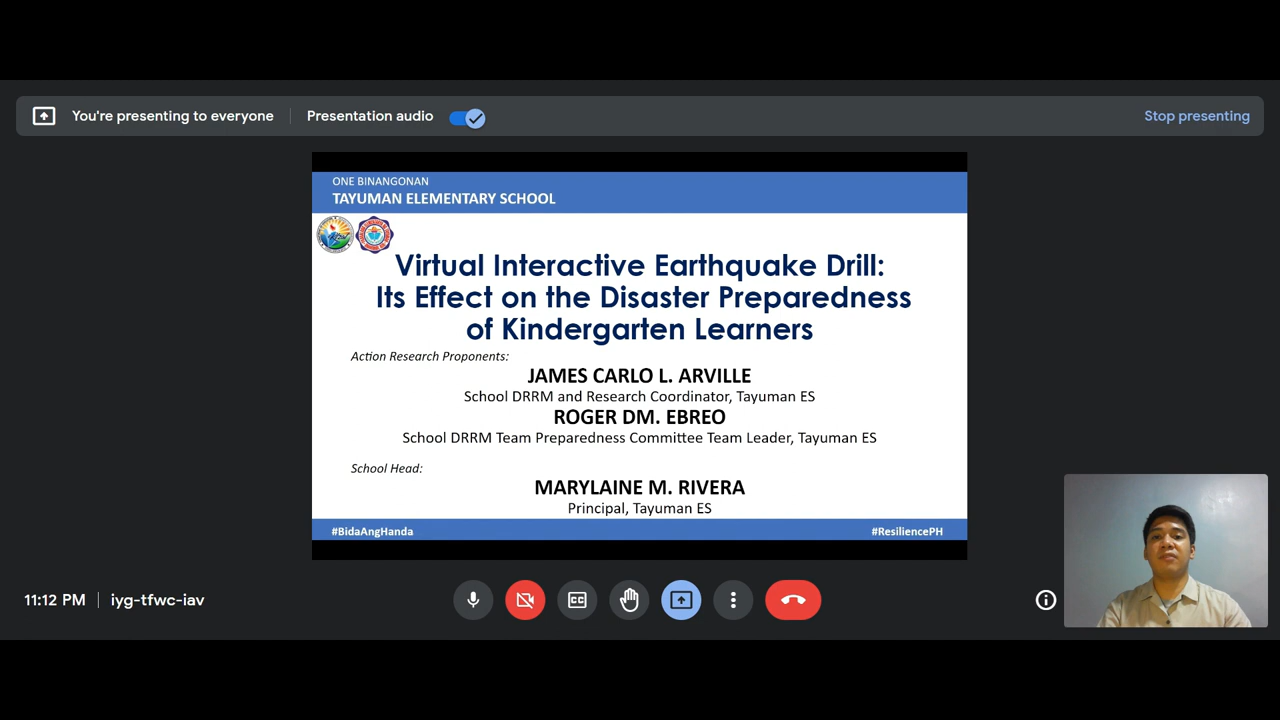 You're presenting to everyone
Presentation audio
Stop presenting
ONE BINANGONAN
TAYUMAN ELEMENTARY SCHOOL
Virtual Interactive Earthquake Drill:
Its Effect on the Disaster Preparedness
of Kindergarten Learners
Action Research Proponents:
JAMES CARLO L. ARVILLE
School DRRM and Research Coordinator, Tayuman ES
ROGER DM. EBREO
School DRRM Team Preparedness Committee Team Leader, Tayuman ES
School Head:
MARYLAINE M. RIVERA
Principal, Tayuman ES
#BidaAngHanda
#ResiliencePH
11:12 PM
iyg-tfwc-iav
CC